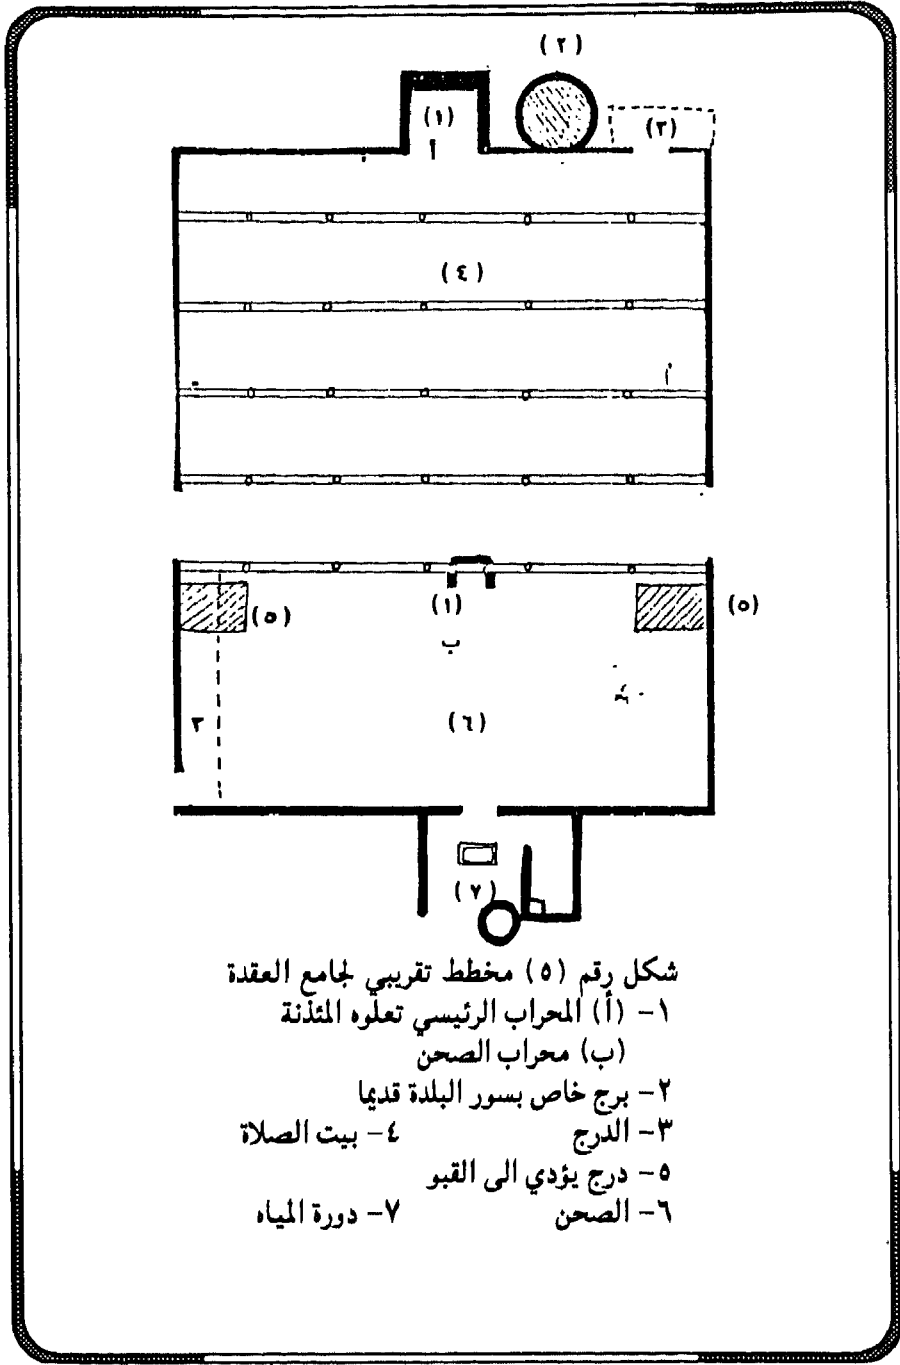 (٢)
(١)
أ
(٣)
(٤)
أ
(٥)
(١)
(٥)
ب
٣
(٦)
(٧)
شكل رقم (٥) مخطط تقريبي لجامع العقدة
١- (أ) المحراب الرئيسي تعلوه المئذنة
(ب) محراب الصحن
٢- برج خاص بسور البلدة قديما
٣- الدرج ٤- بيت الصلاة
٥- درج يؤدي الى القبو
٦- الصحن ٧- دورة المياه